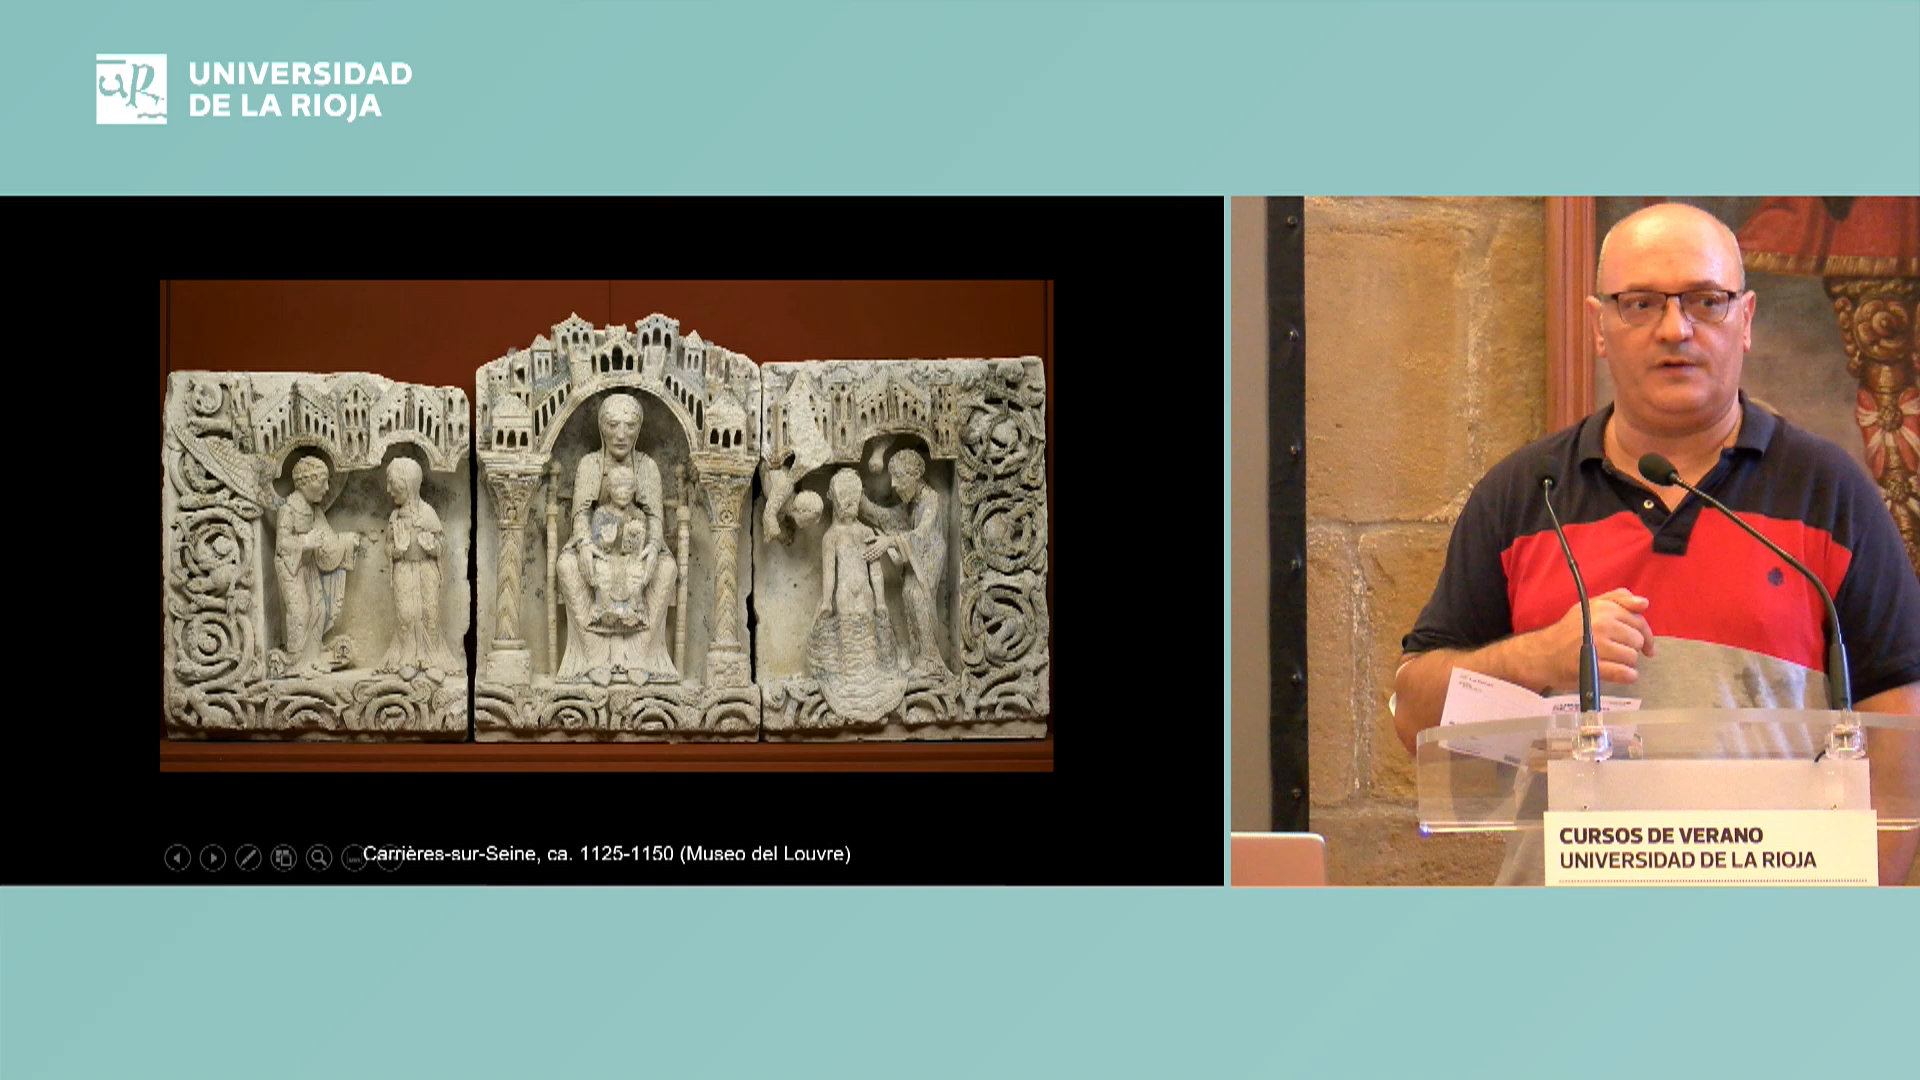 uR
UNIVERSIDAD
DE LA RIOJA
Carrières-sur-Seine, ca. 1125-1150 (Museo del Louvre)
CURSOS DE VERANO
UNIVERSIDAD DE LA RIOJA